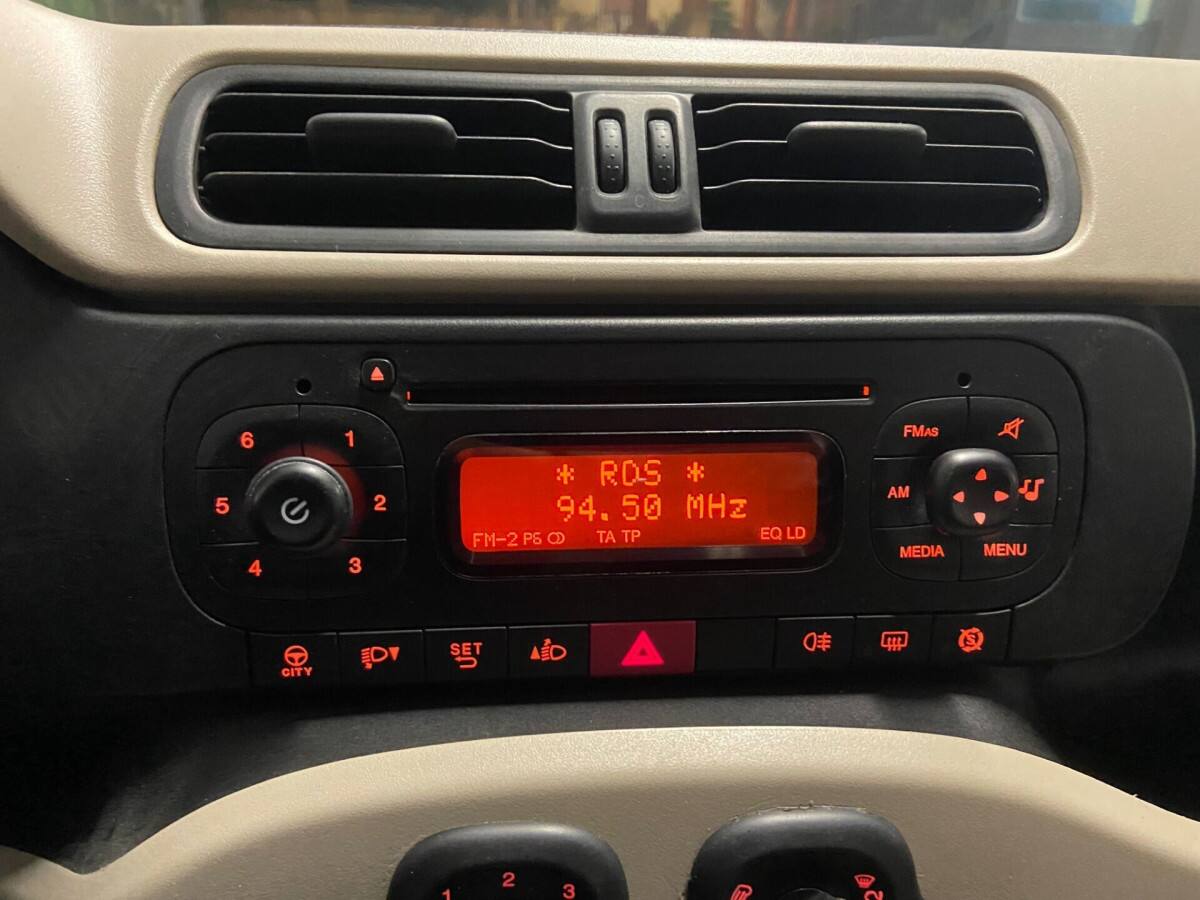 6 1
5 2
4 3
* RDS *
94.50 MHz
FM-2 P6 TA TP EQ LD
FMAS
AM
MEDIA MENU
CITY
SET
C
1 2 3
2